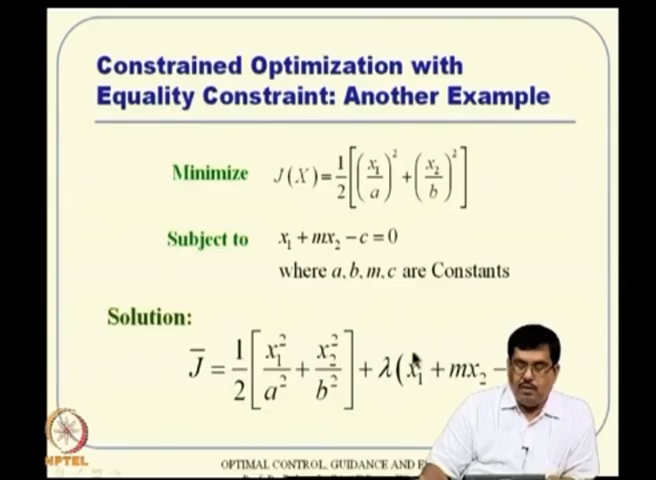 Constrained Optimization with
Equality Constraint: Another Example
Minimize J(X) = 1/2 [(x₁/a)² + (x₂/b)²]
Subject to x₁ + mx₂ − c = 0
where a, b, m, c are Constants
Solution:
J̅ = 1/2 [x₁²/a² + x₂²/b²] + λ(x₁ + mx₂ −
NPTEL
OPTIMAL CONTROL, GUIDANCE AND